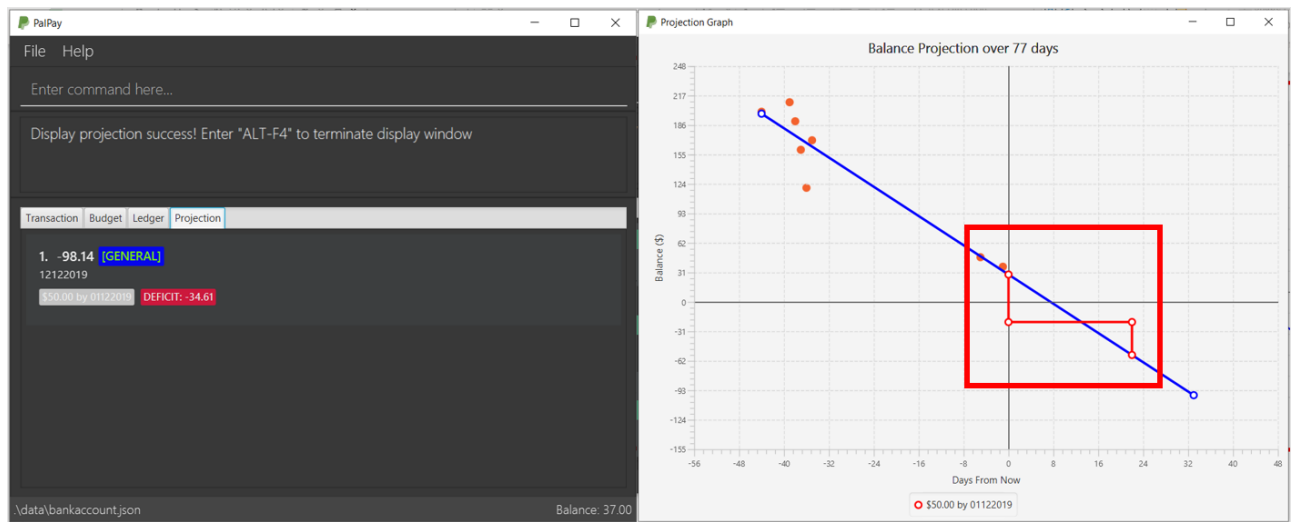 PalPay
File Help
Enter command here...
Display projection success! Enter "ALT-F4" to terminate display window
Transaction Budget Ledger Projection
1. -98.14 [GENERAL]
12122019
$50.00 by 01122019 DEFICIT: -34.61
.\data\bankaccount.json
Balance: 37.00
Projection Graph
Balance Projection over 77 days
Balance ($)
248
217
186
155
124
93
62
31
0
-31
-62
-93
-124
-155
-56 -48 -40 -32 -24 -16 -8 0 8 16 24 32 40 48
Days From Now
$50.00 by 01122019